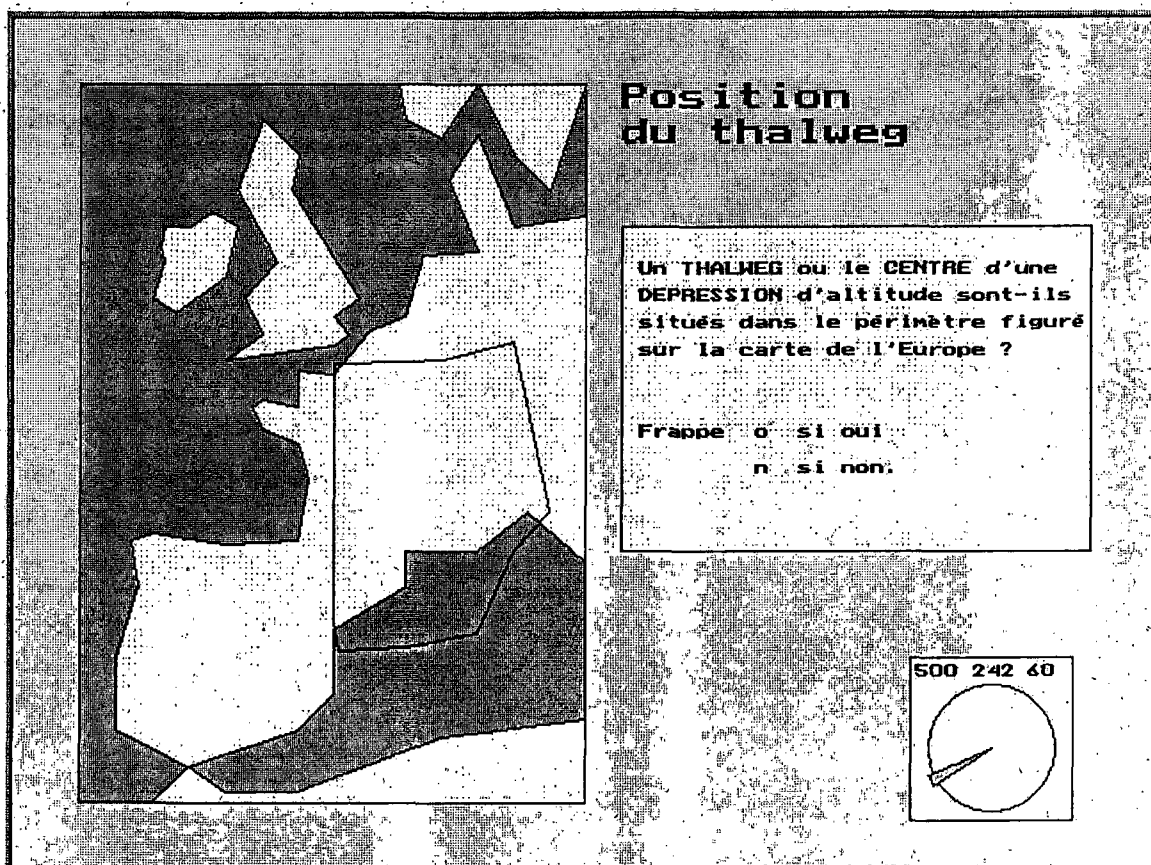 Position
du thalweg
Un THALWEG ou le CENTRE d'une
DEPRESSION d'altitude sont-ils
situés dans le périmètre figuré
sur la carte de l'Europe ?
Frappe o si oui
n si non.
500 242 60